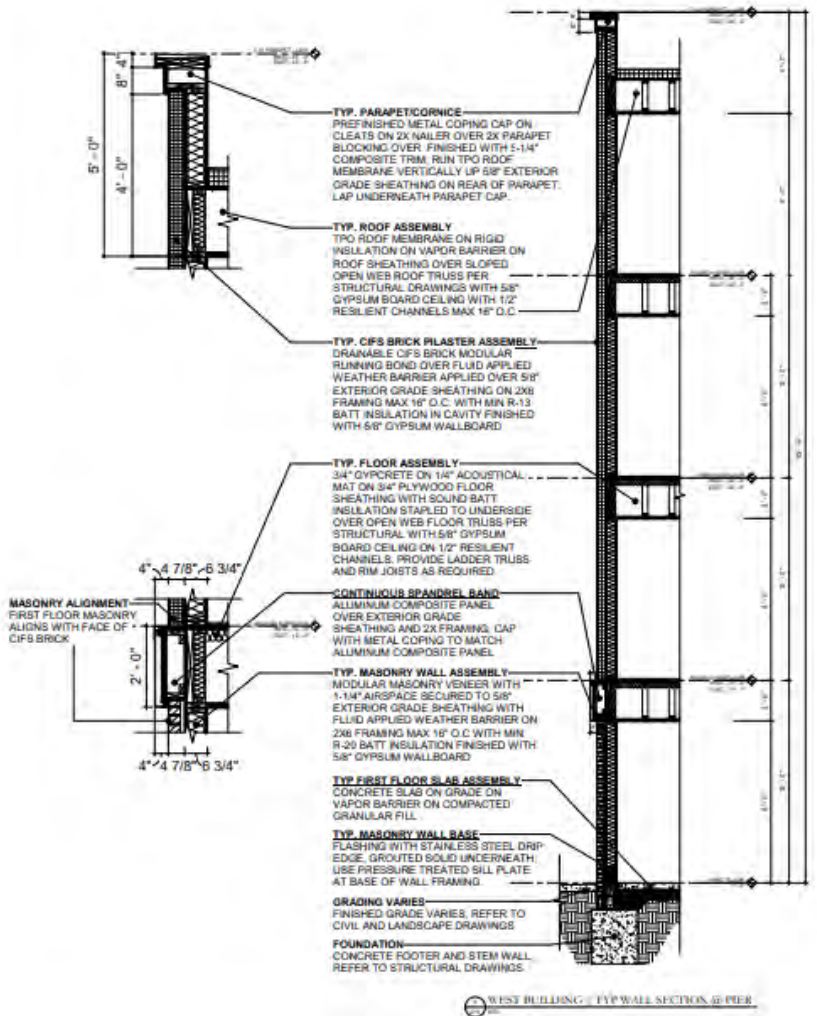 8" 4"
5' - 0"
4' - 0"
TYP. PARAPET/CORNICE
PREFINISHED METAL COPING CAP ON
CLEATS ON 2X NAILER OVER 2X PARAPET
BLOCKING OVER FINISHED WITH 5-1/4"
COMPOSITE TRIM. RUN TPO ROOF
MEMBRANE VERTICALLY UP 5/8" EXTERIOR
GRADE SHEATHING ON REAR OF PARAPET.
LAP UNDERNEATH PARAPET CAP.
TYP. ROOF ASSEMBLY
TPO ROOF MEMBRANE ON RIGID
INSULATION ON VAPOR BARRIER ON
ROOF SHEATHING OVER SLOPED
OPEN WEB ROOF TRUSS PER
STRUCTURAL DRAWINGS WITH 5/8"
GYPSUM BOARD CEILING WITH 1/2"
RESILIENT CHANNELS MAX 16" O.C.
TYP. CIFS BRICK PILASTER ASSEMBLY
DRAINABLE CIFS BRICK MODULAR
RUNNING BOND OVER FLUID APPLIED
WEATHER BARRIER APPLIED OVER 5/8"
EXTERIOR GRADE SHEATHING ON 2X6
FRAMING MAX 16" O.C. WITH MIN R-13
BATT INSULATION IN CAVITY FINISHED
WITH 5/8" GYPSUM WALLBOARD
TYP. FLOOR ASSEMBLY
3/4" GYPCRETE ON 1/4" ACOUSTICAL
MAT ON 3/4" PLYWOOD FLOOR
SHEATHING WITH SOUND BATT
INSULATION STAPLED TO UNDERSIDE
OVER OPEN WEB FLOOR TRUSS PER
STRUCTURAL WITH 5/8" GYPSUM
BOARD CEILING ON 1/2" RESILIENT
CHANNELS. PROVIDE LADDER TRUSS
AND RIM JOISTS AS REQUIRED
4" 4 7/8" 6 3/4"
MASONRY ALIGNMENT
FIRST FLOOR MASONRY
ALIGNS WITH FACE OF
CIFS BRICK
2' - 0"
4" 4 7/8" 6 3/4"
CONTINUOUS SPANDREL BAND
ALUMINUM COMPOSITE PANEL
OVER EXTERIOR GRADE
SHEATHING AND 2X FRAMING. CAP
WITH METAL COPING TO MATCH
ALUMINUM COMPOSITE PANEL
TYP. MASONRY WALL ASSEMBLY
MODULAR MASONRY VENEER WITH
1-1/4" AIRSPACE SECURED TO 5/8"
EXTERIOR GRADE SHEATHING WITH
FLUID APPLIED WEATHER BARRIER ON
2X6 FRAMING MAX 16" O.C WITH MIN
R-20 BATT INSULATION FINISHED WITH
5/8" GYPSUM WALLBOARD
TYP FIRST FLOOR SLAB ASSEMBLY
CONCRETE SLAB ON GRADE ON
VAPOR BARRIER ON COMPACTED
GRANULAR FILL
TYP. MASONRY WALL BASE
FLASHING WITH STAINLESS STEEL DRIP
EDGE, GROUTED SOLID UNDERNEATH.
USE PRESSURE TREATED SILL PLATE
AT BASE OF WALL FRAMING
GRADING VARIES
FINISHED GRADE VARIES, REFER TO
CIVIL AND LANDSCAPE DRAWINGS
FOUNDATION
CONCRETE FOOTER AND STEM WALL
REFER TO STRUCTURAL DRAWINGS
WEST BUILDING | TYP WALL SECTION @ PIER